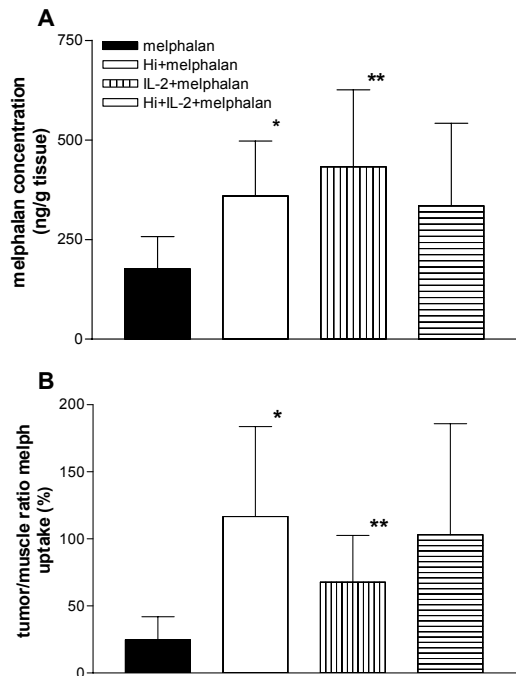 A
750
500
250
0
melphalan concentration
(ng/g tissue)
melphalan
Hi+melphalan
IL-2+melphalan
Hi+IL-2+melphalan
*
**
B
200
150
100
50
0
tumor/muscle ratio melph
uptake (%)
*
**